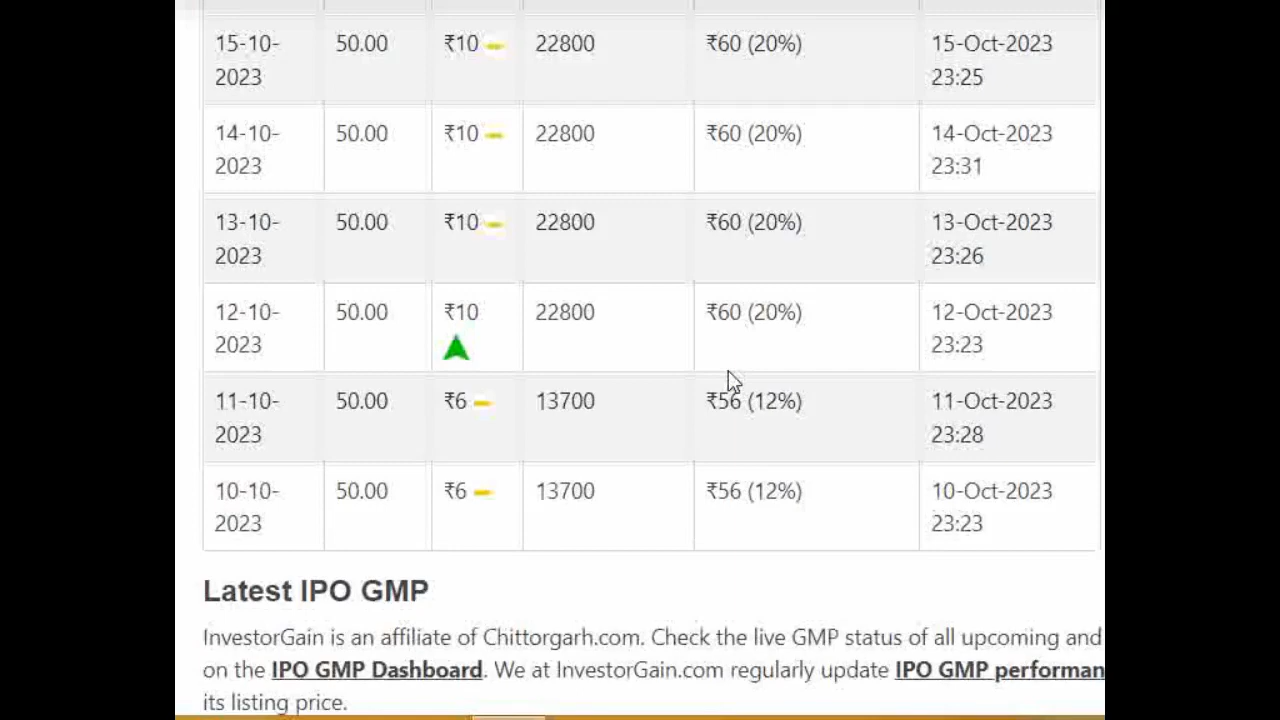 15-10- 50.00 ₹10 22800 ₹60 (20%) 15-Oct-2023
2023 23:25
14-10- 50.00 ₹10 22800 ₹60 (20%) 14-Oct-2023
2023 23:31
13-10- 50.00 ₹10 22800 ₹60 (20%) 13-Oct-2023
2023 23:26
12-10- 50.00 ₹10 22800 ₹60 (20%) 12-Oct-2023
2023 23:23
11-10- 50.00 ₹6 13700 ₹56 (12%) 11-Oct-2023
2023 23:28
10-10- 50.00 ₹6 13700 ₹56 (12%) 10-Oct-2023
2023 23:23
Latest IPO GMP
InvestorGain is an affiliate of Chittorgarh.com. Check the live GMP status of all upcoming and
on the IPO GMP Dashboard. We at InvestorGain.com regularly update IPO GMP performan
its listing price.